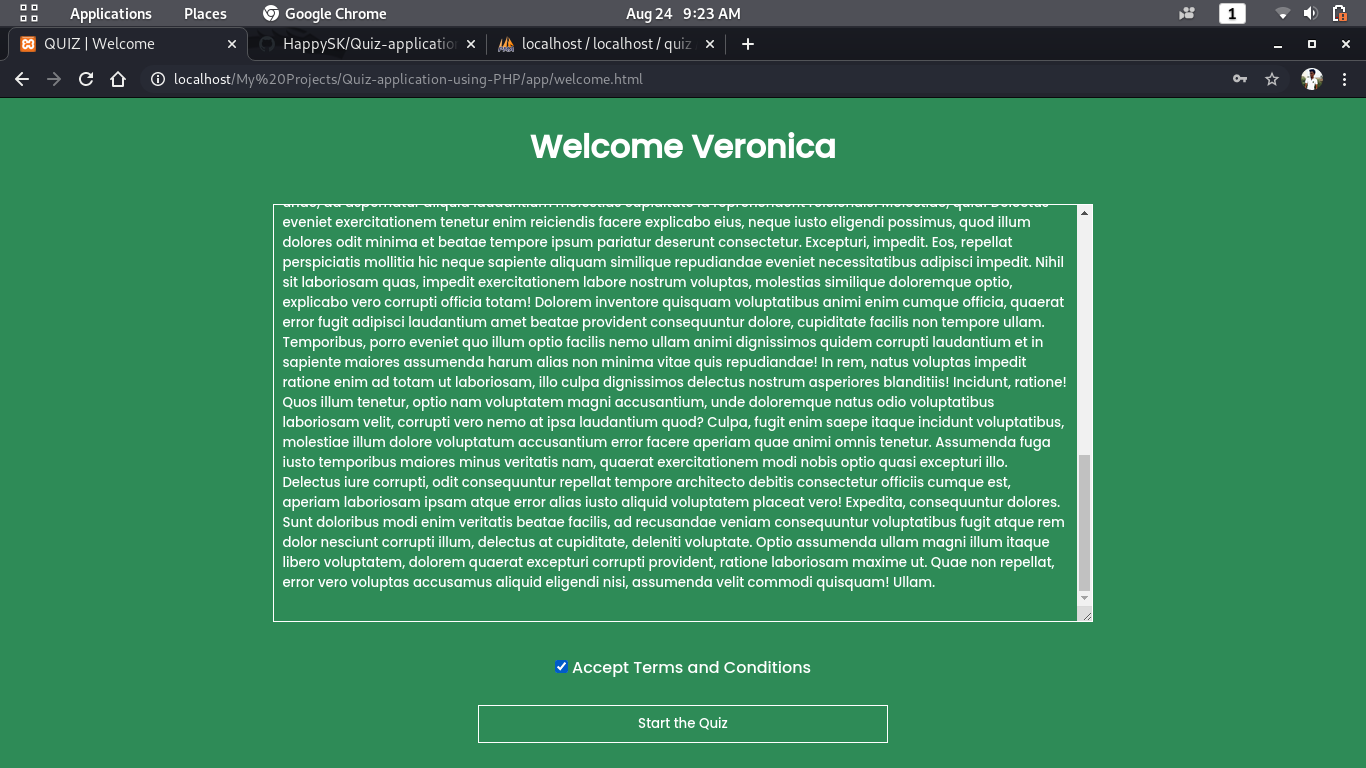 Applications Places Google Chrome Aug 24 9:23 AM 1
QUIZ | Welcome HappySK/Quiz-application localhost / localhost / quiz
localhost/My%20Projects/Quiz-application-using-PHP/app/welcome.html
Welcome Veronica
eveniet exercitationem tenetur enim reiciendis facere explicabo eius, neque iusto eligendi possimus, quod illum
dolores odit minima et beatae tempore ipsum pariatur deserunt consectetur. Excepturi, impedit. Eos, repellat
perspiciatis mollitia hic neque sapiente aliquam similique repudiandae eveniet necessitatibus adipisci impedit. Nihil
sit laboriosam quas, impedit exercitationem labore nostrum voluptas, molestias similique doloremque optio,
explicabo vero corrupti officia totam! Dolorem inventore quisquam voluptatibus animi enim cumque officia, quaerat
error fugit adipisci laudantium amet beatae provident consequuntur dolore, cupiditate facilis non tempore ullam.
Temporibus, porro eveniet quo illum optio facilis nemo ullam animi dignissimos quidem corrupti laudantium et in
sapiente maiores assumenda harum alias non minima vitae quis repudiandae! In rem, natus voluptas impedit
ratione enim ad totam ut laboriosam, illo culpa dignissimos delectus nostrum asperiores blanditiis! Incidunt, ratione!
Quos illum tenetur, optio nam voluptatem magni accusantium, unde doloremque natus odio voluptatibus
laboriosam velit, corrupti vero nemo at ipsa laudantium quod? Culpa, fugit enim saepe itaque incidunt voluptatibus,
molestiae illum dolore voluptatum accusantium error facere aperiam quae animi omnis tenetur. Assumenda fuga
iusto temporibus maiores minus veritatis nam, quaerat exercitationem modi nobis optio quasi excepturi illo.
Delectus iure corrupti, odit consequuntur repellat tempore architecto debitis consectetur officiis cumque est,
aperiam laboriosam ipsam atque error alias iusto aliquid voluptatem placeat vero! Expedita, consequuntur dolores.
Sunt doloribus modi enim veritatis beatae facilis, ad recusandae veniam consequuntur voluptatibus fugit atque rem
dolor nesciunt corrupti illum, delectus at cupiditate, deleniti voluptate. Optio assumenda ullam magni illum itaque
libero voluptatem, dolorem quaerat excepturi corrupti provident, ratione laboriosam maxime ut. Quae non repellat,
error vero voluptas accusamus aliquid eligendi nisi, assumenda velit commodi quisquam! Ullam.
Accept Terms and Conditions
Start the Quiz